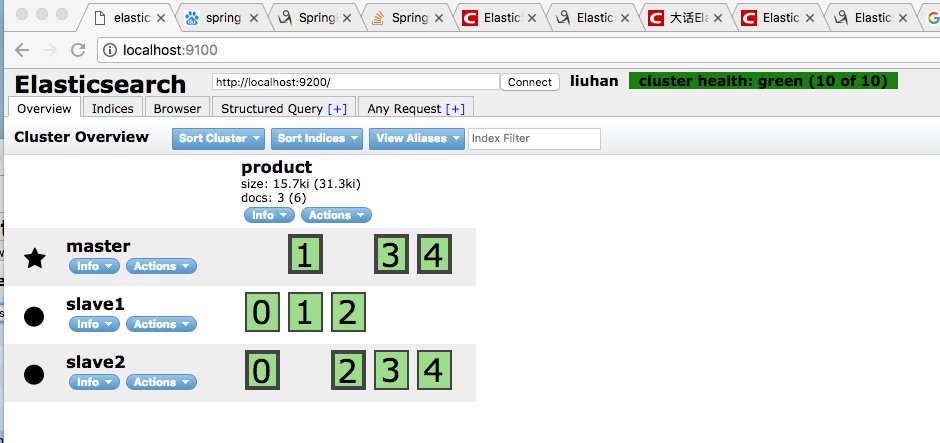 elastic
spring
Spring
Spring
Elastics
Elastic
大话Ela
Elastic
Elastic
localhost:9100
Elasticsearch
http://localhost:9200/
Connect
liuhan
cluster health: green (10 of 10)
Overview
Indices
Browser
Structured Query [+]
Any Request [+]
Cluster Overview
Sort Cluster
Sort Indices
View Aliases
Index Filter
product
size: 15.7ki (31.3ki)
docs: 3 (6)
Info
Actions
master
Info
Actions
1 3 4
slave1
Info
Actions
0 1 2
slave2
Info
Actions
0 2 3 4